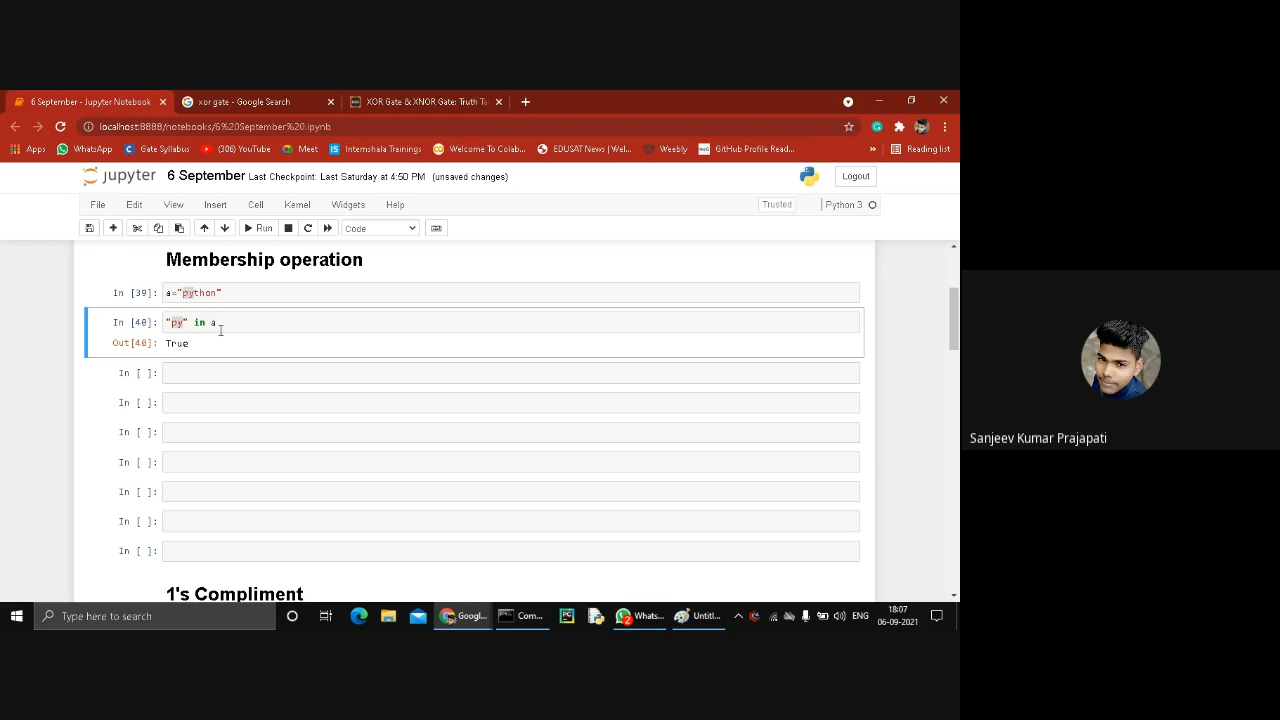 6 September - Jupyter Notebook
xor gate - Google Search
XOR Gate & XNOR Gate: Truth Ta
localhost:8888/notebooks/6%20September%20.ipynb
Apps WhatsApp Gate Syllabus (306) YouTube Meet Internshala Trainings Welcome To Colab... EDUSAT News | Wel... Weebly GitHub Profile Read... » Reading list
jupyter 6 September Last Checkpoint: Last Saturday at 4:50 PM (unsaved changes) Logout
File Edit View Insert Cell Kernel Widgets Help Trusted Python 3
Run Code
Membership operation
In [39]: a="python"
In [40]: "py" in a
Out[40]: True
In [ ]:
In [ ]:
In [ ]:
In [ ]:
In [ ]:
In [ ]:
In [ ]:
1's Compliment
Sanjeev Kumar Prajapati
Type here to search Googl... Com... Whats... Untitl... ENG 18:07
06-09-2021